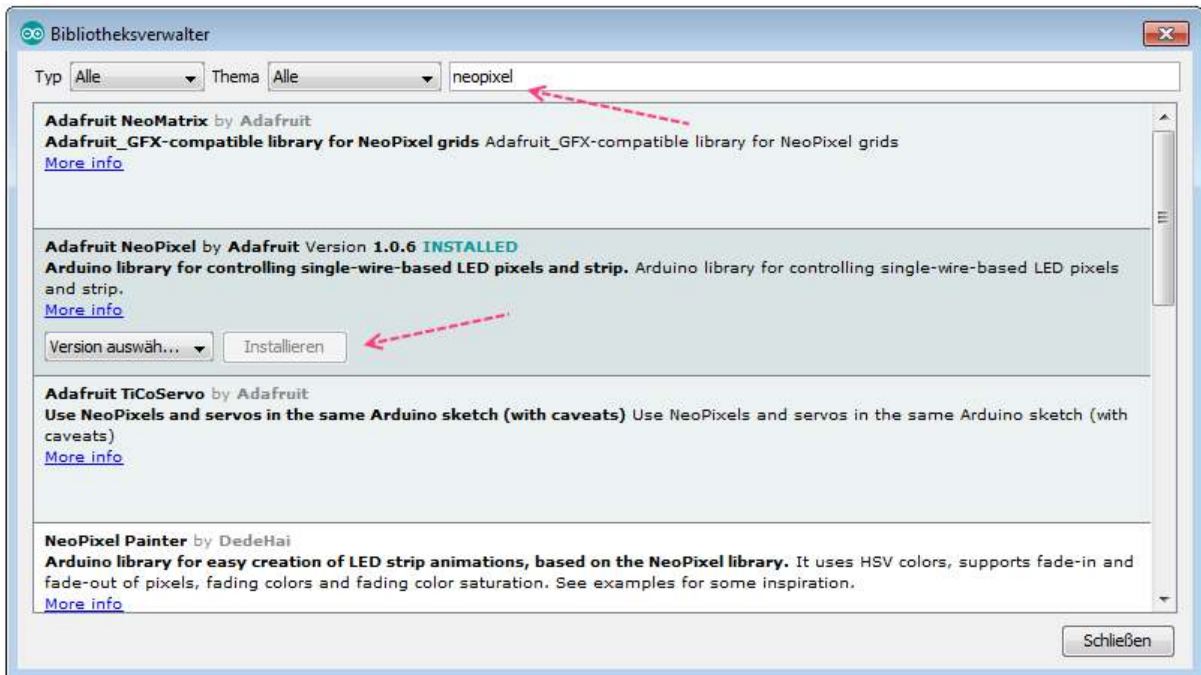 Bibliotheksverwalter
Typ Alle Thema Alle neopixel
Adafruit NeoMatrix by Adafruit
Adafruit_GFX-compatible library for NeoPixel grids Adafruit_GFX-compatible library for NeoPixel grids
More info
Adafruit NeoPixel by Adafruit Version 1.0.6 INSTALLED
Arduino library for controlling single-wire-based LED pixels and strip. Arduino library for controlling single-wire-based LED pixels
and strip.
More info
Version auswäh... Installieren
Adafruit TiCoServo by Adafruit
Use NeoPixels and servos in the same Arduino sketch (with caveats) Use NeoPixels and servos in the same Arduino sketch (with
caveats)
More info
NeoPixel Painter by DedeHai
Arduino library for easy creation of LED strip animations, based on the NeoPixel library. It uses HSV colors, supports fade-in and
fade-out of pixels, fading colors and fading color saturation. See examples for some inspiration.
More info
Schließen